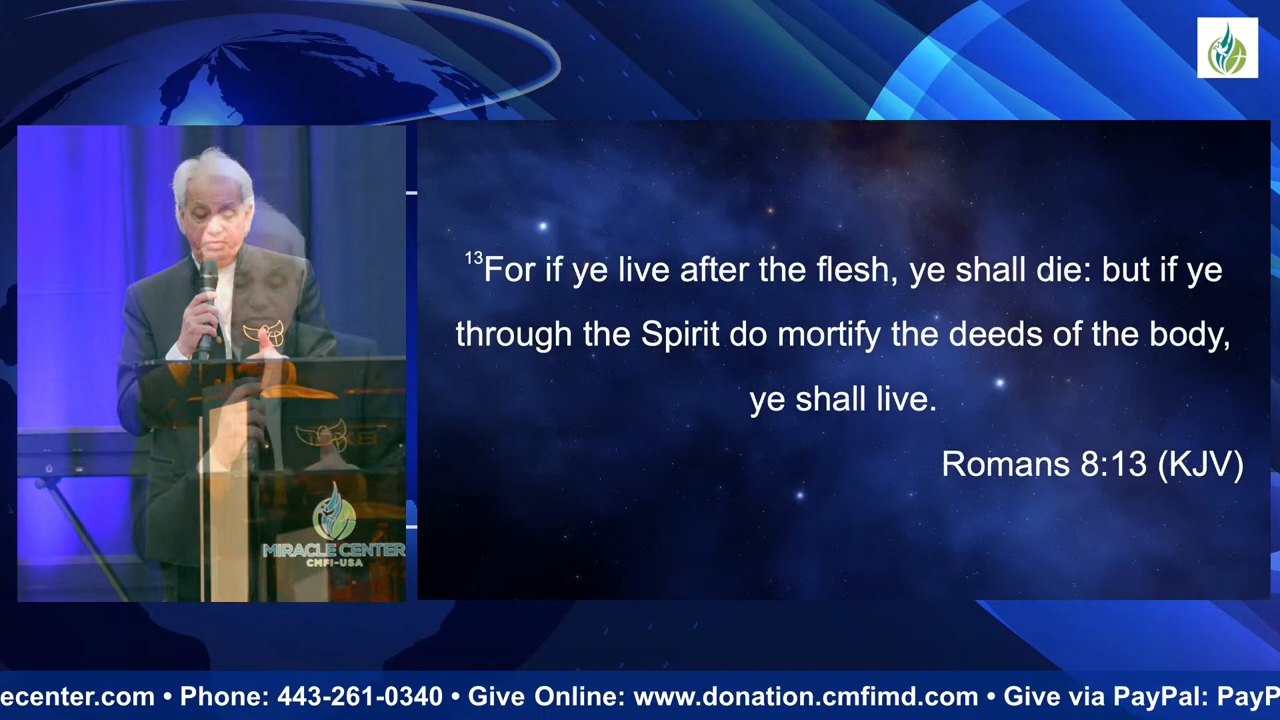 ¹³For if ye live after the flesh, ye shall die: but if ye
through the Spirit do mortify the deeds of the body,
ye shall live.
Romans 8:13 (KJV)
MIRACLE CENTER
CMFI-USA
ecenter.com • Phone: 443-261-0340 • Give Online: www.donation.cmfimd.com • Give via PayPal: PayP